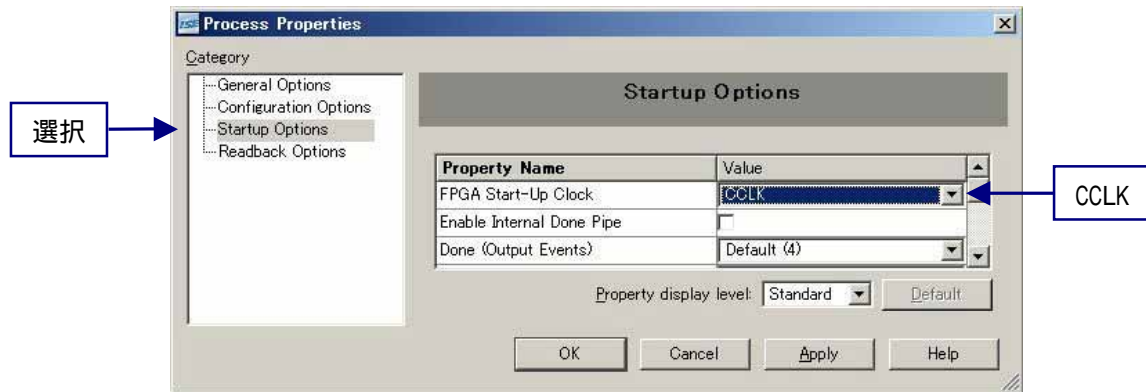 Process Properties
Category
General Options
Configuration Options
Startup Options
Readback Options
選択
Startup Options
Property Name Value
FPGA Start-Up Clock CCLK
Enable Internal Done Pipe
Done (Output Events) Default (4)
CCLK
Property display level: Standard Default
OK Cancel Apply Help